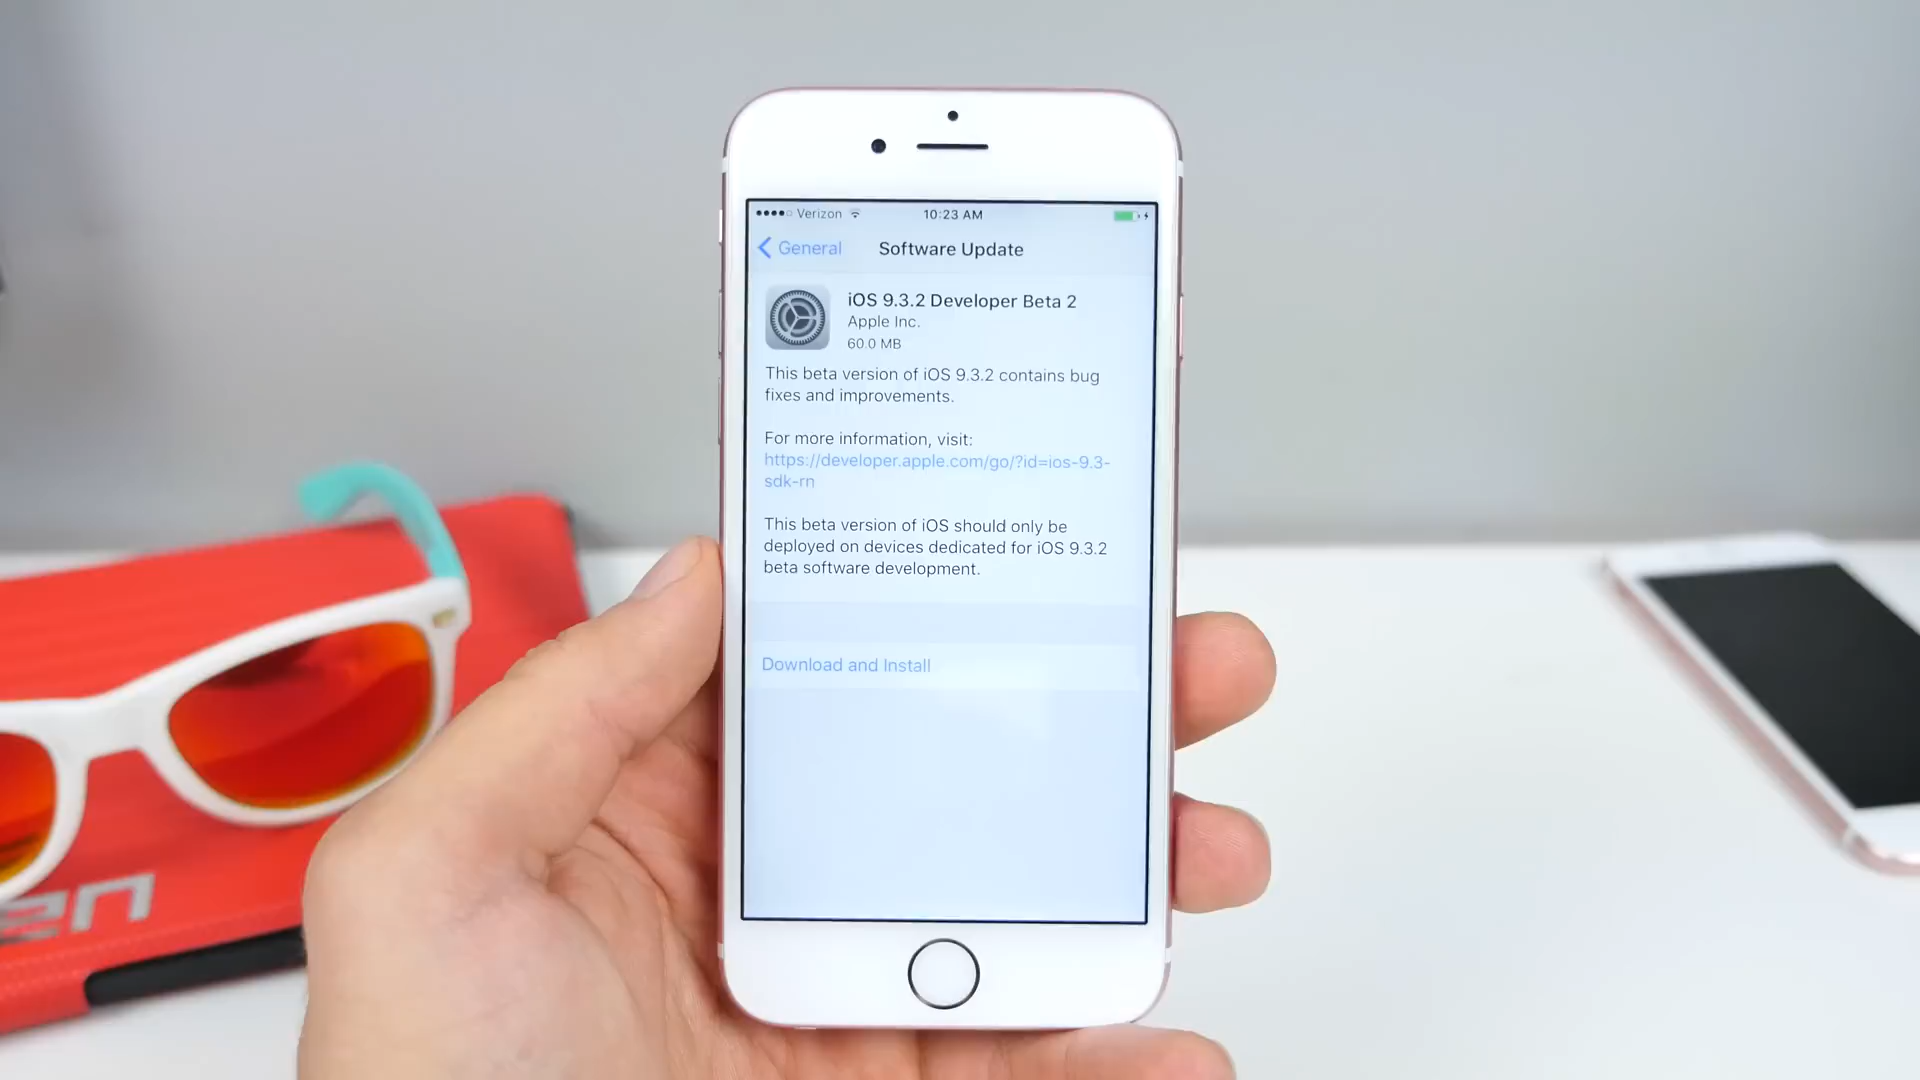 Verizon 10:23 AM
General Software Update
iOS 9.3.2 Developer Beta 2
Apple Inc.
60.0 MB
This beta version of iOS 9.3.2 contains bug
fixes and improvements.
For more information, visit:
https://developer.apple.com/go/?id=ios-9.3-
sdk-rn
This beta version of iOS should only be
deployed on devices dedicated for iOS 9.3.2
beta software development.
Download and Install